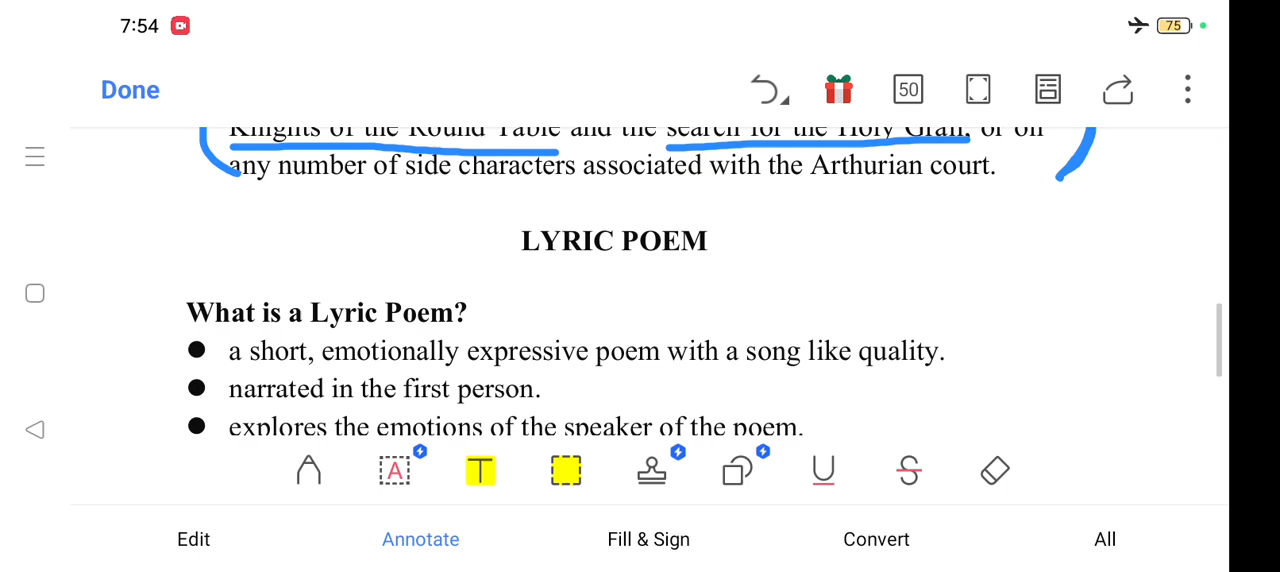 7:54
75
Done
50
Knights of the Round Table and the search for the Holy Grail, or on
any number of side characters associated with the Arthurian court.
LYRIC POEM
What is a Lyric Poem?
● a short, emotionally expressive poem with a song like quality.
● narrated in the first person.
● explores the emotions of the speaker of the poem.
A T U S
Edit Annotate Fill & Sign Convert All